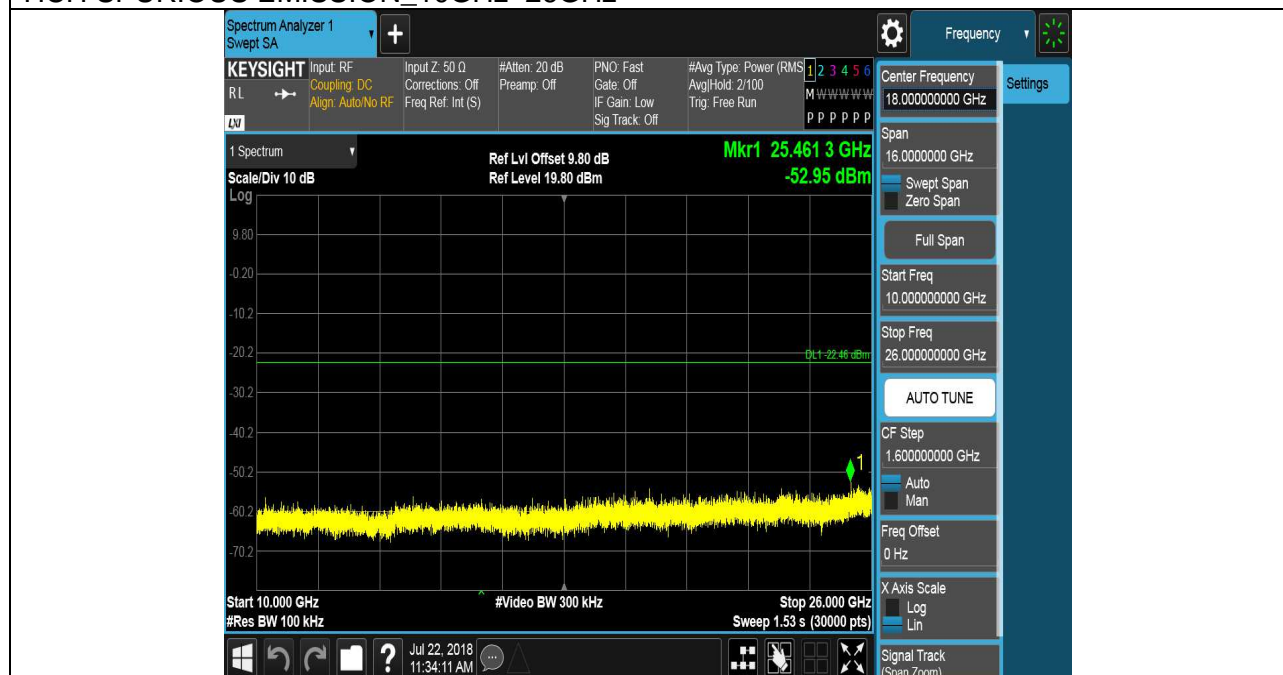 Spectrum Analyzer 1
Swept SA
+
Frequency
KEYSIGHT
RL
LXI
Input: RF
Coupling: DC
Align: Auto/No RF
Input Z: 50 Ω
Corrections: Off
Freq Ref: Int (S)
#Atten: 20 dB
Preamp: Off
PNO: Fast
Gate: Off
IF Gain: Low
Sig Track: Off
#Avg Type: Power (RMS
Avg|Hold: 2/100
Trig: Free Run
1 2 3 4 5 6
M W W W W W
P P P P P P
1 Spectrum
Scale/Div 10 dB
Log
Ref Lvl Offset 9.80 dB
Ref Level 19.80 dBm
Mkr1 25.461 3 GHz
-52.95 dBm
9.80
-0.20
-10.2
-20.2
DL1 -22.46 dBm
-30.2
-40.2
-50.2
1
-60.2
-70.2
Start 10.000 GHz
#Video BW 300 kHz
Stop 26.000 GHz
#Res BW 100 kHz
Sweep 1.53 s (30000 pts)
?
Jul 22, 2018
11:34:11 AM
Center Frequency
18.000000000 GHz
Settings
Span
16.0000000 GHz
Swept Span
Zero Span
Full Span
Start Freq
10.000000000 GHz
Stop Freq
26.000000000 GHz
AUTO TUNE
CF Step
1.600000000 GHz
Auto
Man
Freq Offset
0 Hz
X Axis Scale
Log
Lin
Signal Track
(Span Zoom)